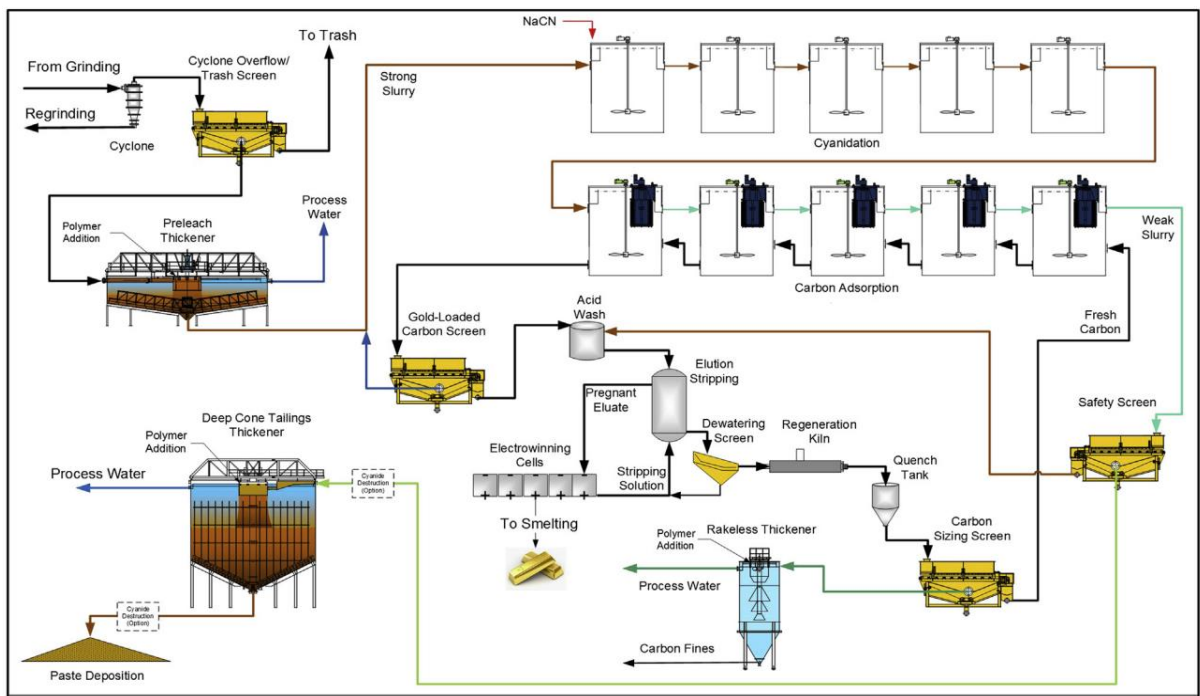 NaCN
To Trash
From Grinding
Cyclone Overflow/
Trash Screen
Strong
Slurry
Regrinding
Cyclone
Cyanidation
Process
Water
Preleach
Thickener
Polymer
Addition
Weak
Slurry
Carbon Adsorption
Acid
Wash
Gold-Loaded
Carbon Screen
Fresh
Carbon
Elution
Stripping
Pregnant
Eluate
Safety Screen
Deep Cone Tailings
Thickener
Polymer
Addition
Dewatering
Screen
Regeneration
Kiln
Process Water
Cyanide
Destruction
(Option)
Electrowinning
Cells
Stripping
Solution
Quench
Tank
To Smelting
Rakeless Thickener
Polymer
Addition
Carbon
Sizing Screen
Process Water
Cyanide
Destruction
(Option)
Carbon Fines
Paste Deposition